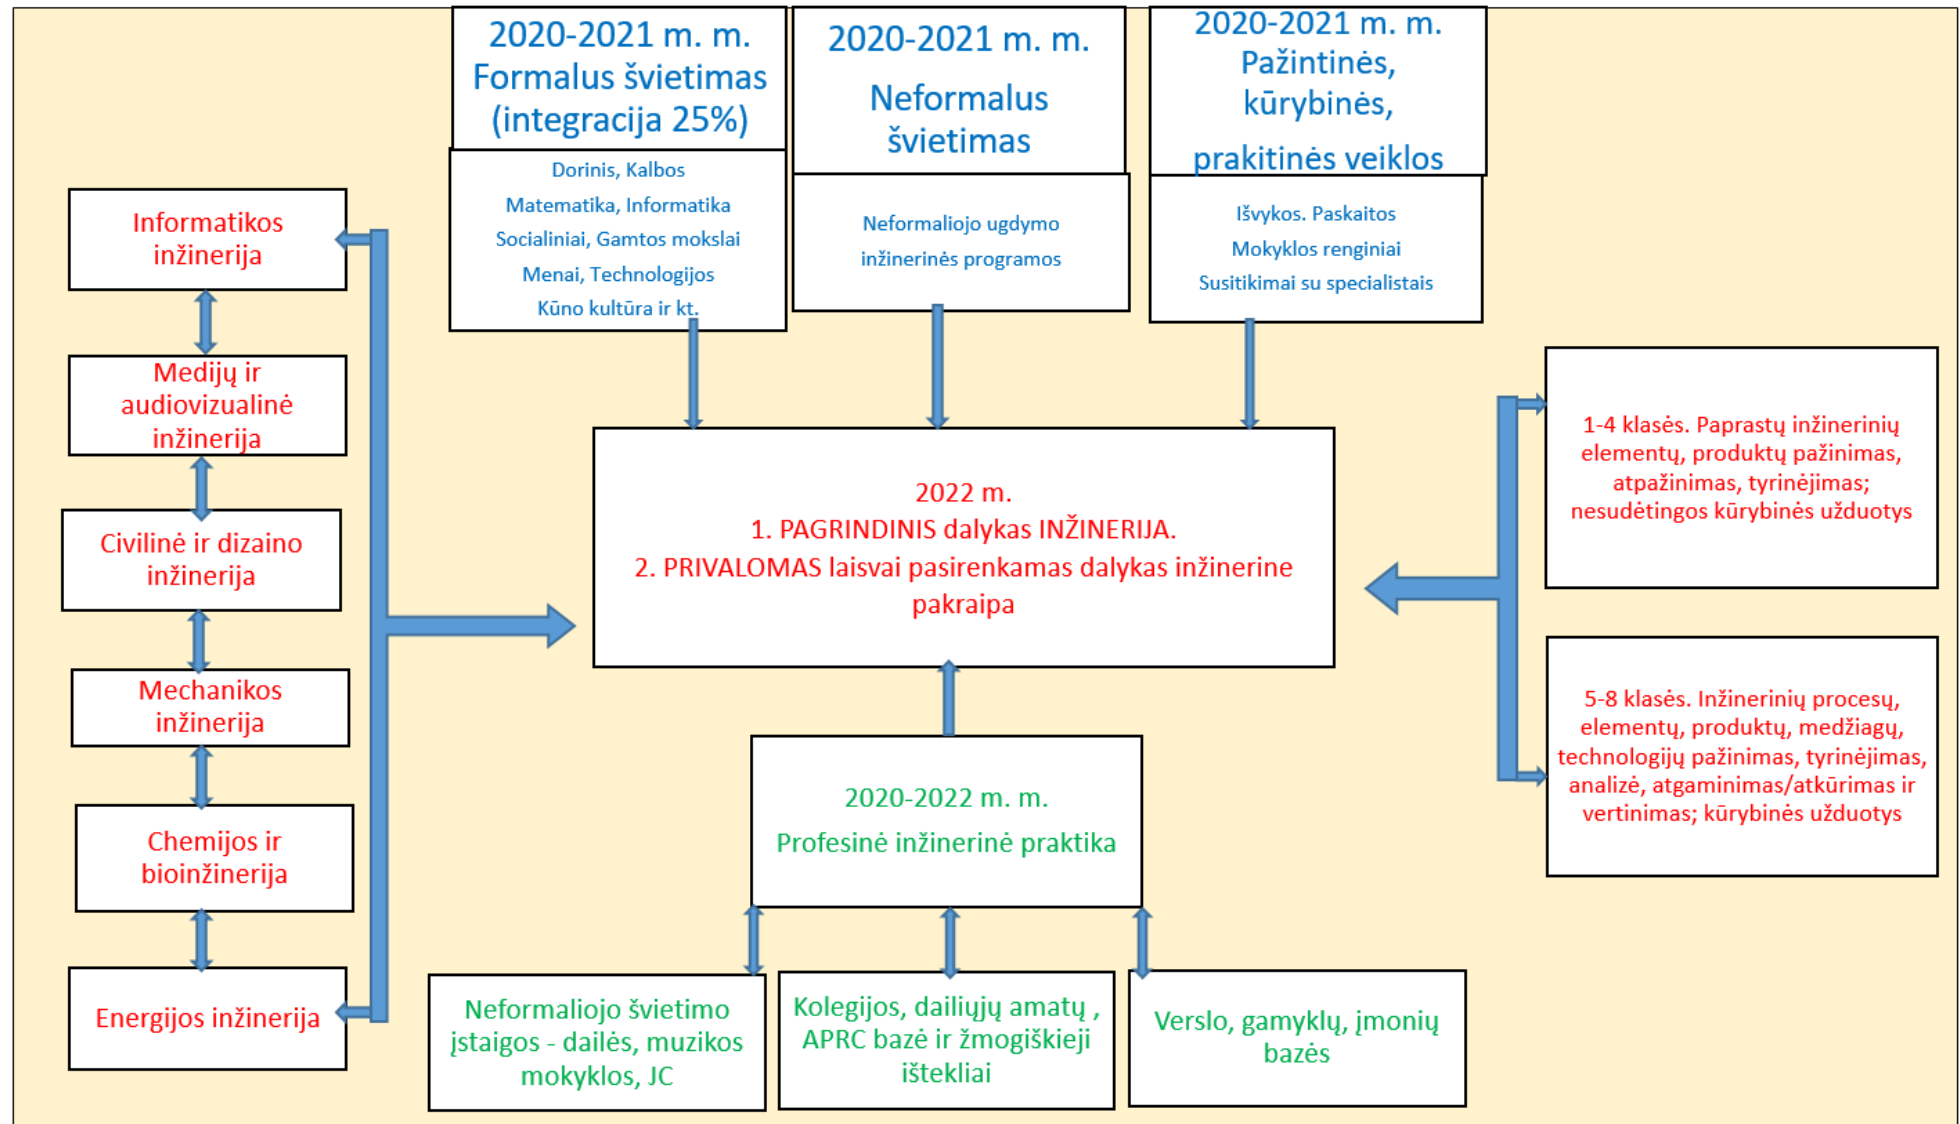 2020-2021 m. m.
Formalus švietimas
(integracija 25%)
Dorinis, Kalbos
Matematika, Informatika
Socialiniai, Gamtos mokslai
Menai, Technologijos
Kūno kultūra ir kt.
2020-2021 m. m.
Neformalus
švietimas
Neformaliojo ugdymo
inžinerinės programos
2020-2021 m. m.
Pažintinės,
kūrybinės,
prakitinės veiklos
Išvykos. Paskaitos
Mokyklos renginiai
Susitikimai su specialistais
Informatikos
inžinerija
Medijų ir
audiovizualinė
inžinerija
Civilinė ir dizaino
inžinerija
Mechanikos
inžinerija
Chemijos ir
bioinžinerija
Energijos inžinerija
2022 m.
1. PAGRINDINIS dalykas INŽINERIJA.
2. PRIVALOMAS laisvai pasirenkamas dalykas inžinerine
pakraipa
1-4 klasės. Paprastų inžinerinių
elementų, produktų pažinimas,
atpažinimas, tyrinėjimas;
nesudėtingos kūrybinės užduotys
5-8 klasės. Inžinerinių procesų,
elementų, produktų, medžiagų,
technologijų pažinimas, tyrinėjimas,
analizė, atgaminimas/atkūrimas ir
vertinimas; kūrybinės užduotys
2020-2022 m. m.
Profesinė inžinerinė praktika
Neformaliojo švietimo
įstaigos - dailės, muzikos
mokyklos, JC
Kolegijos, dailiųjų amatų ,
APRC bazė ir žmogiškieji
ištekliai
Verslo, gamyklų, įmonių
bazės